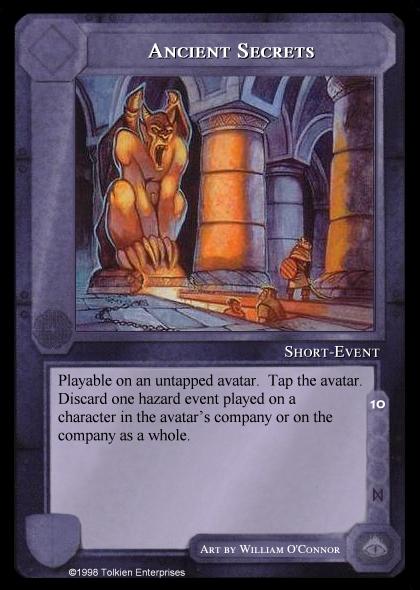 Ancient Secrets
Short-Event
Playable on an untapped avatar. Tap the avatar.
Discard one hazard event played on a
character in the avatar's company or on the
company as a whole.
10
Art by William O'Connor
©1998 Tolkien Enterprises